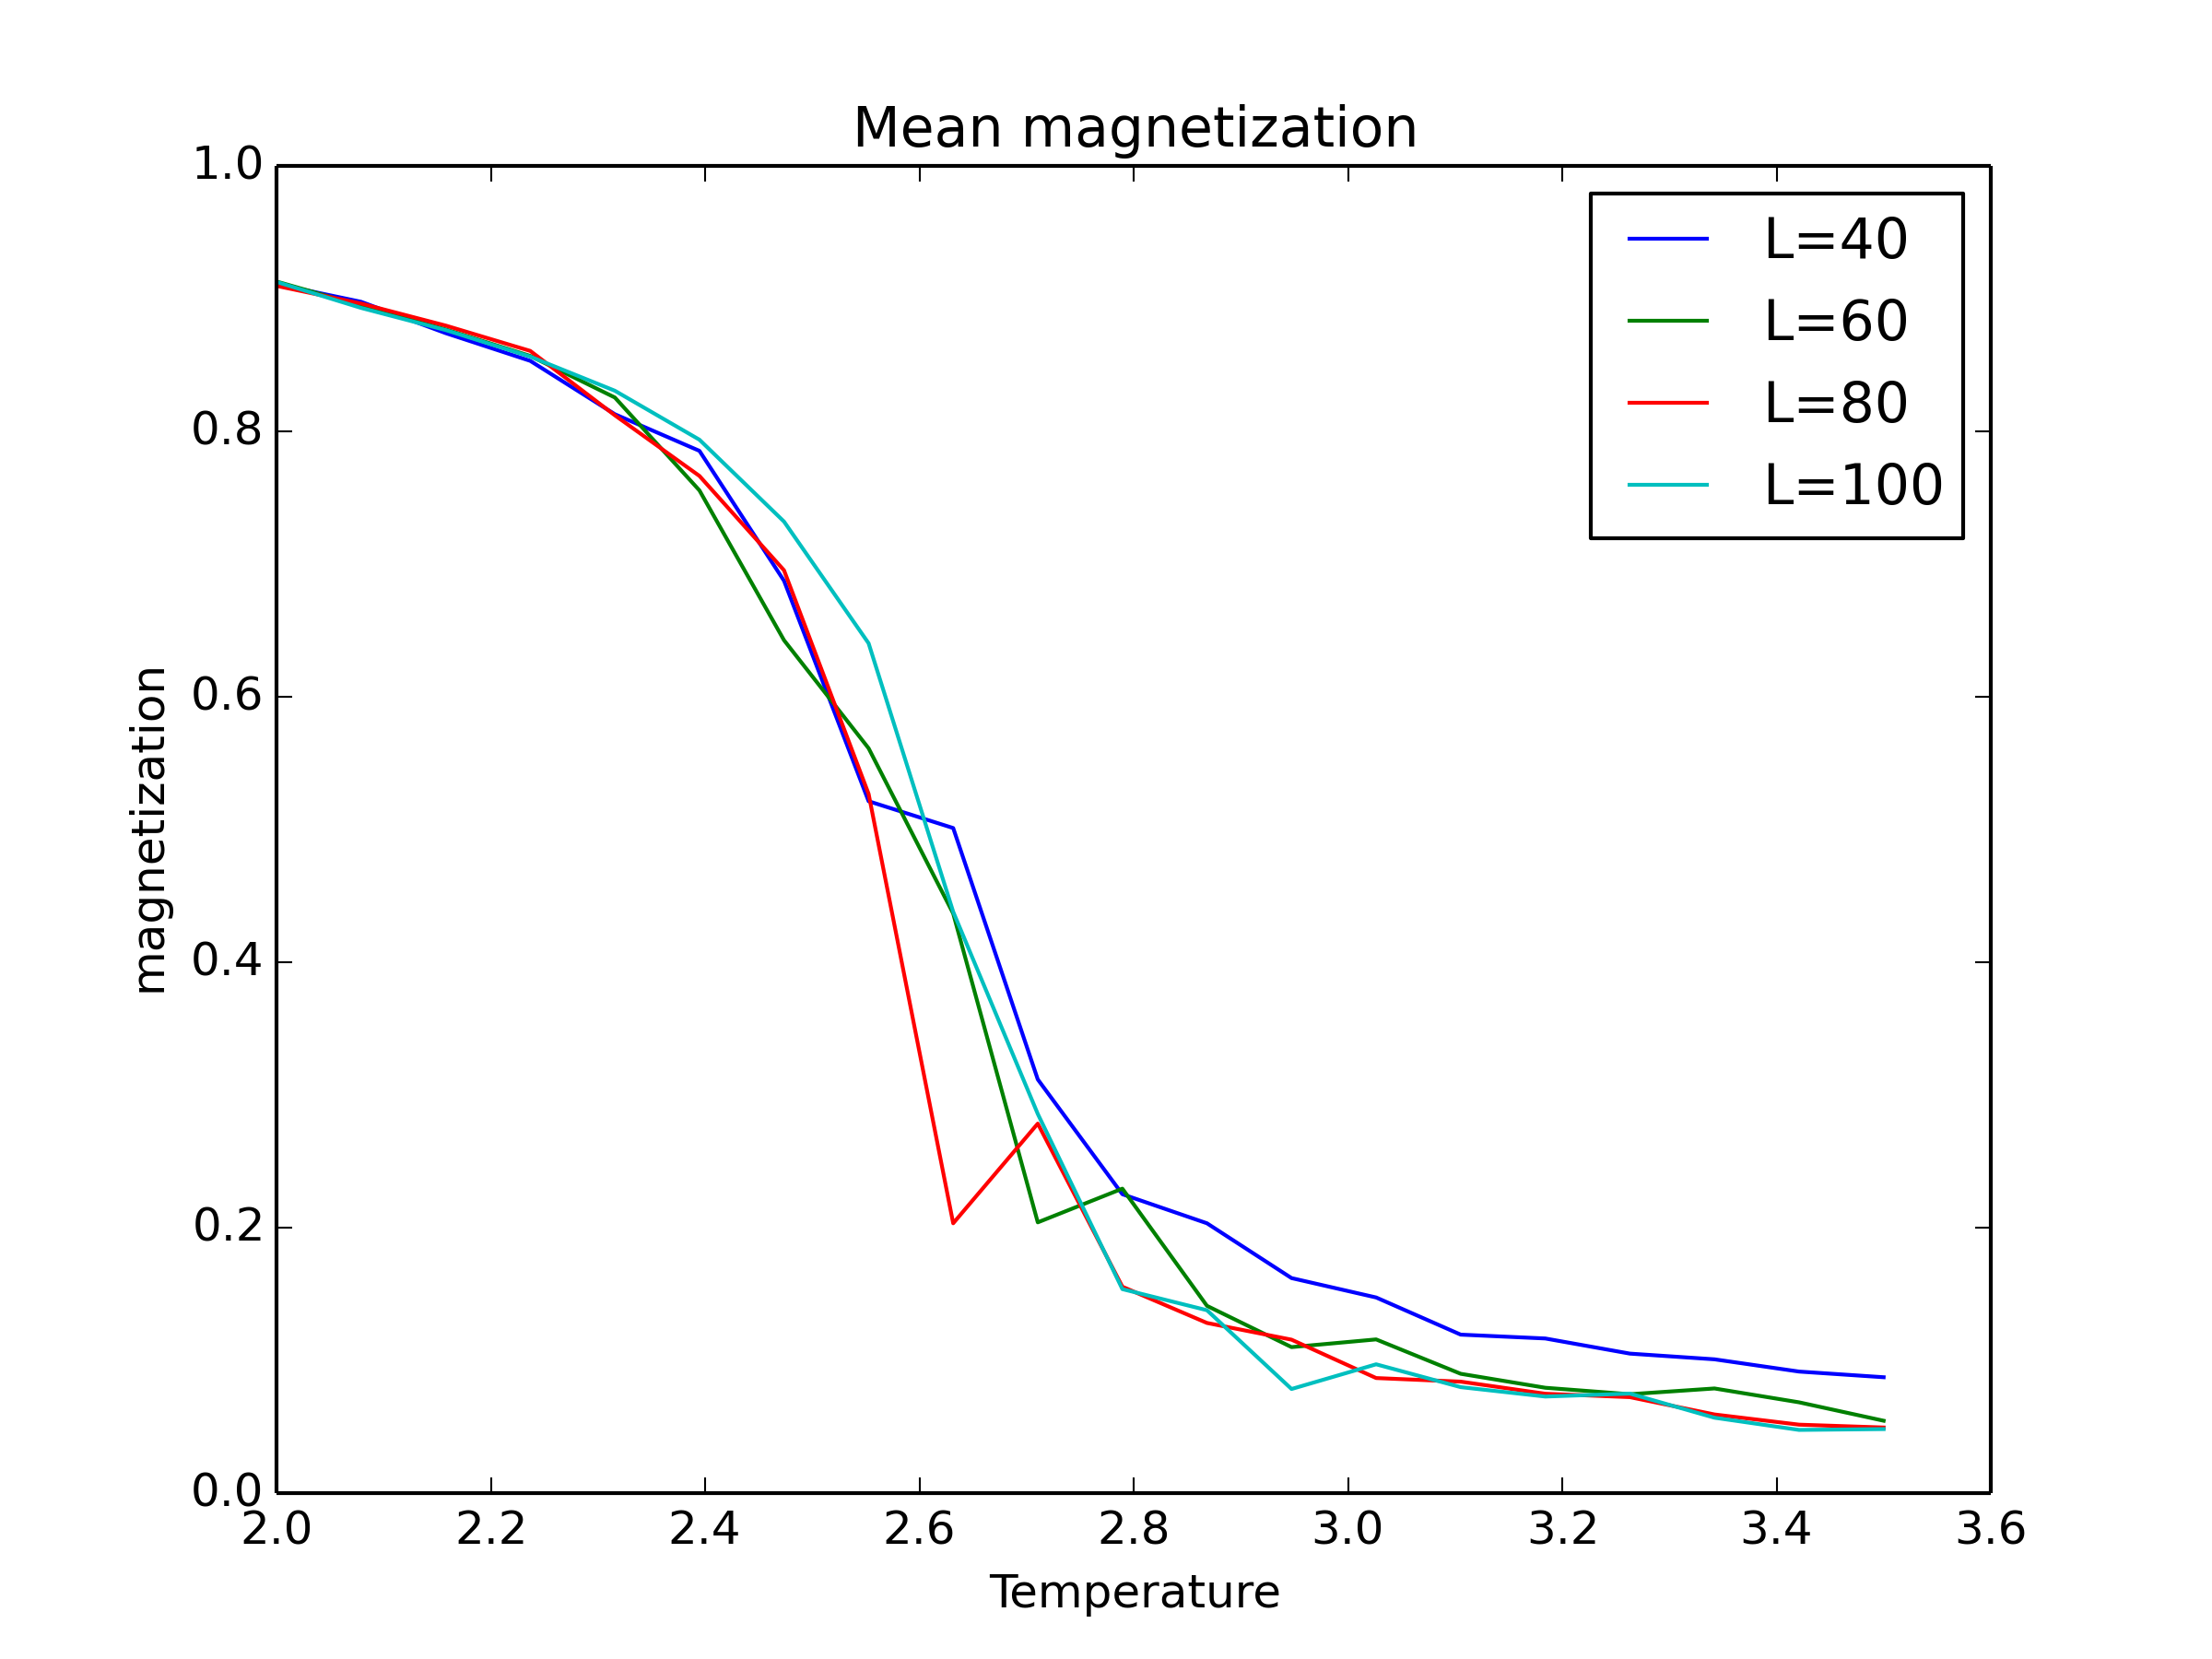 Mean magnetization
1.0
0.8
0.6
0.4
0.2
0.0
magnetization
L=40
L=60
L=80
L=100
2.0 2.2 2.4 2.6 2.8 3.0 3.2 3.4 3.6
Temperature